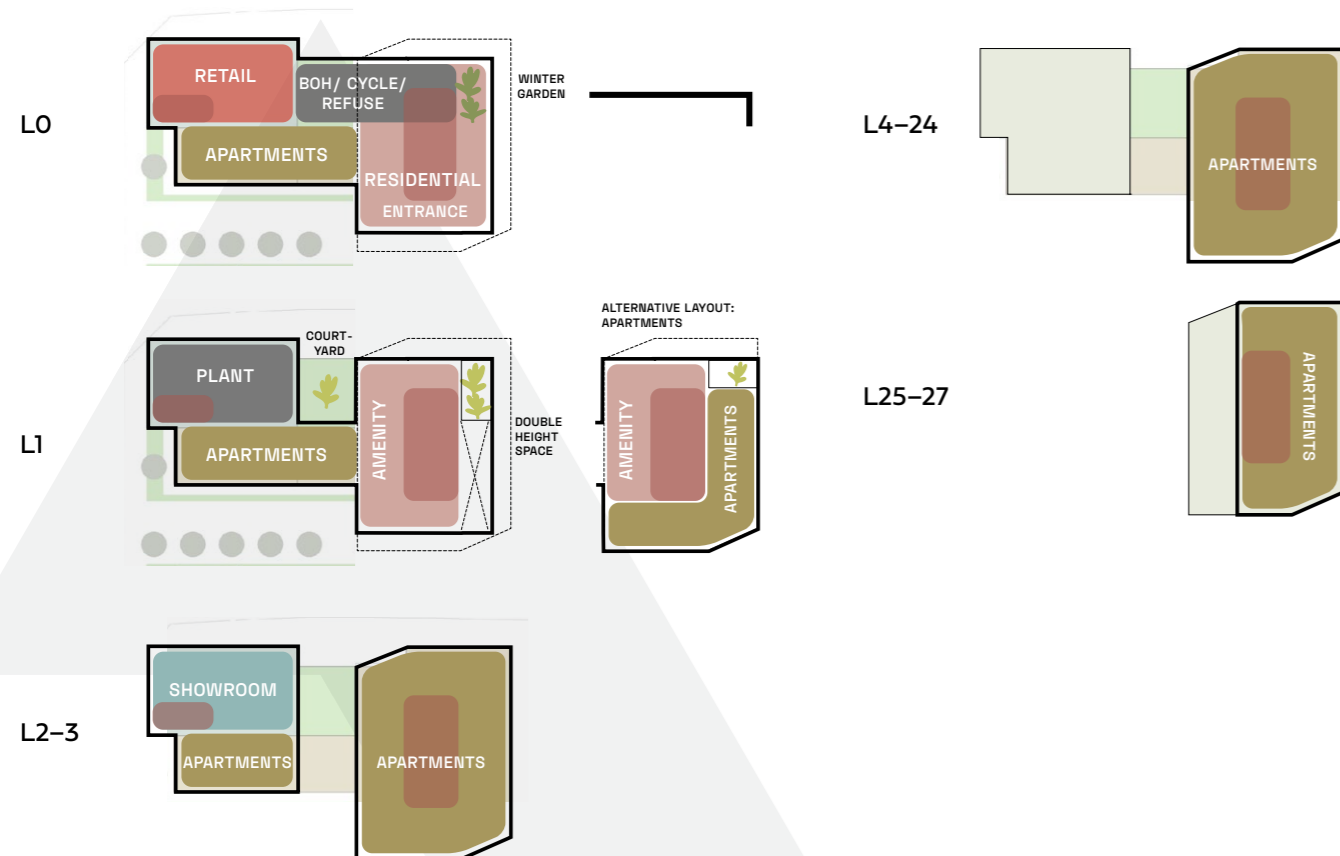 L0
RETAIL
BOH/ CYCLE/
REFUSE
APARTMENTS
RESIDENTIAL
ENTRANCE
WINTER
GARDEN
L1
PLANT
COURT-
YARD
APARTMENTS
AMENITY
DOUBLE
HEIGHT
SPACE
ALTERNATIVE LAYOUT:
APARTMENTS
AMENITY
APARTMENTS
L2–3
SHOWROOM
APARTMENTS
APARTMENTS
L4–24
APARTMENTS
L25–27
APARTMENTS